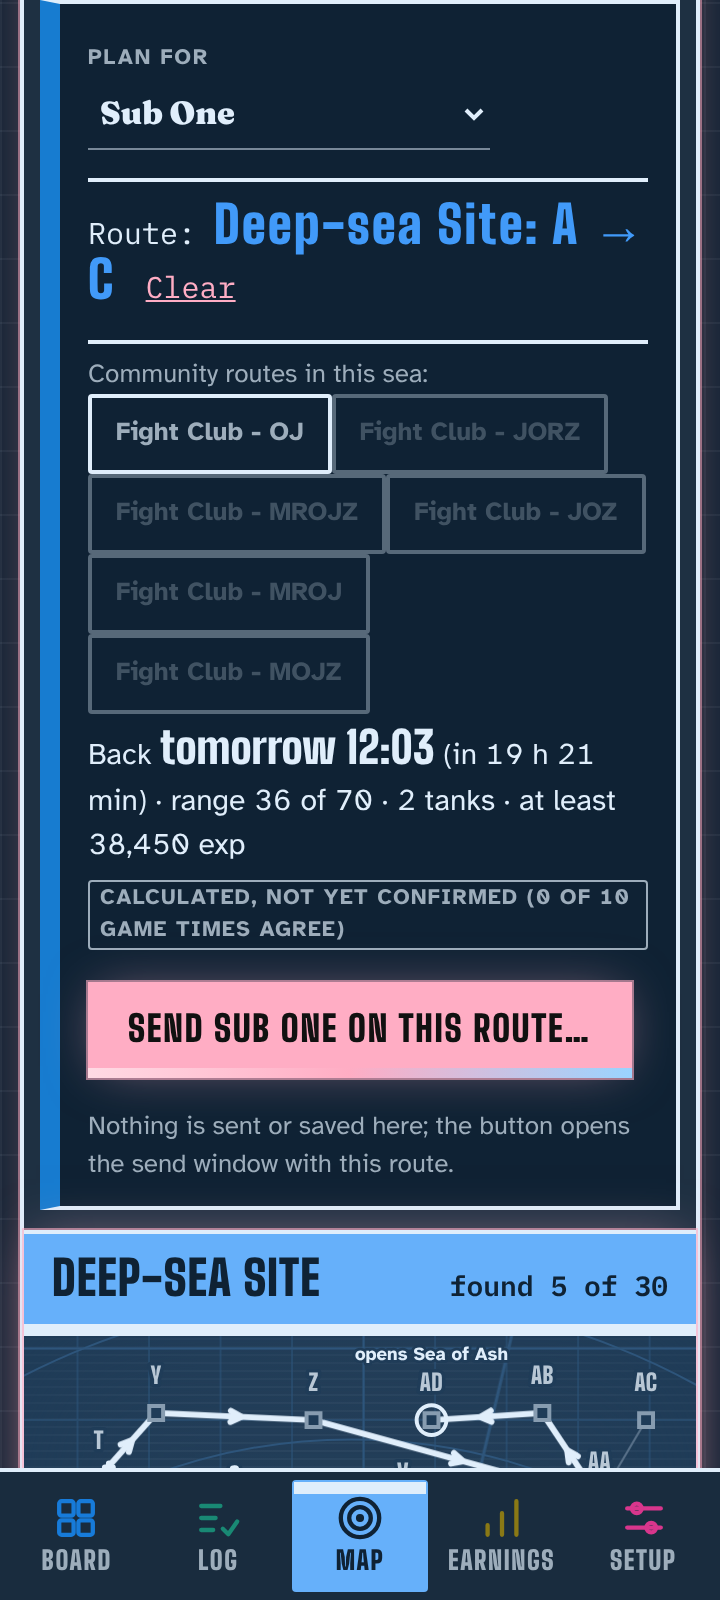 PLAN FOR
Sub One
Route: Deep-sea Site: A →
C Clear
Community routes in this sea:
Fight Club - OJ
Fight Club - JORZ
Fight Club - MROJZ
Fight Club - JOZ
Fight Club - MROJ
Fight Club - MOJZ
Back tomorrow 12:03 (in 19 h 21
min) · range 36 of 70 · 2 tanks · at least
38,450 exp
CALCULATED, NOT YET CONFIRMED (0 OF 10
GAME TIMES AGREE)
SEND SUB ONE ON THIS ROUTE...
Nothing is sent or saved here; the button opens
the send window with this route.
DEEP-SEA SITE
found 5 of 30
opens Sea of Ash
Y
Z
AD
AB
AC
T
AA
BOARD
LOG
MAP
EARNINGS
SETUP